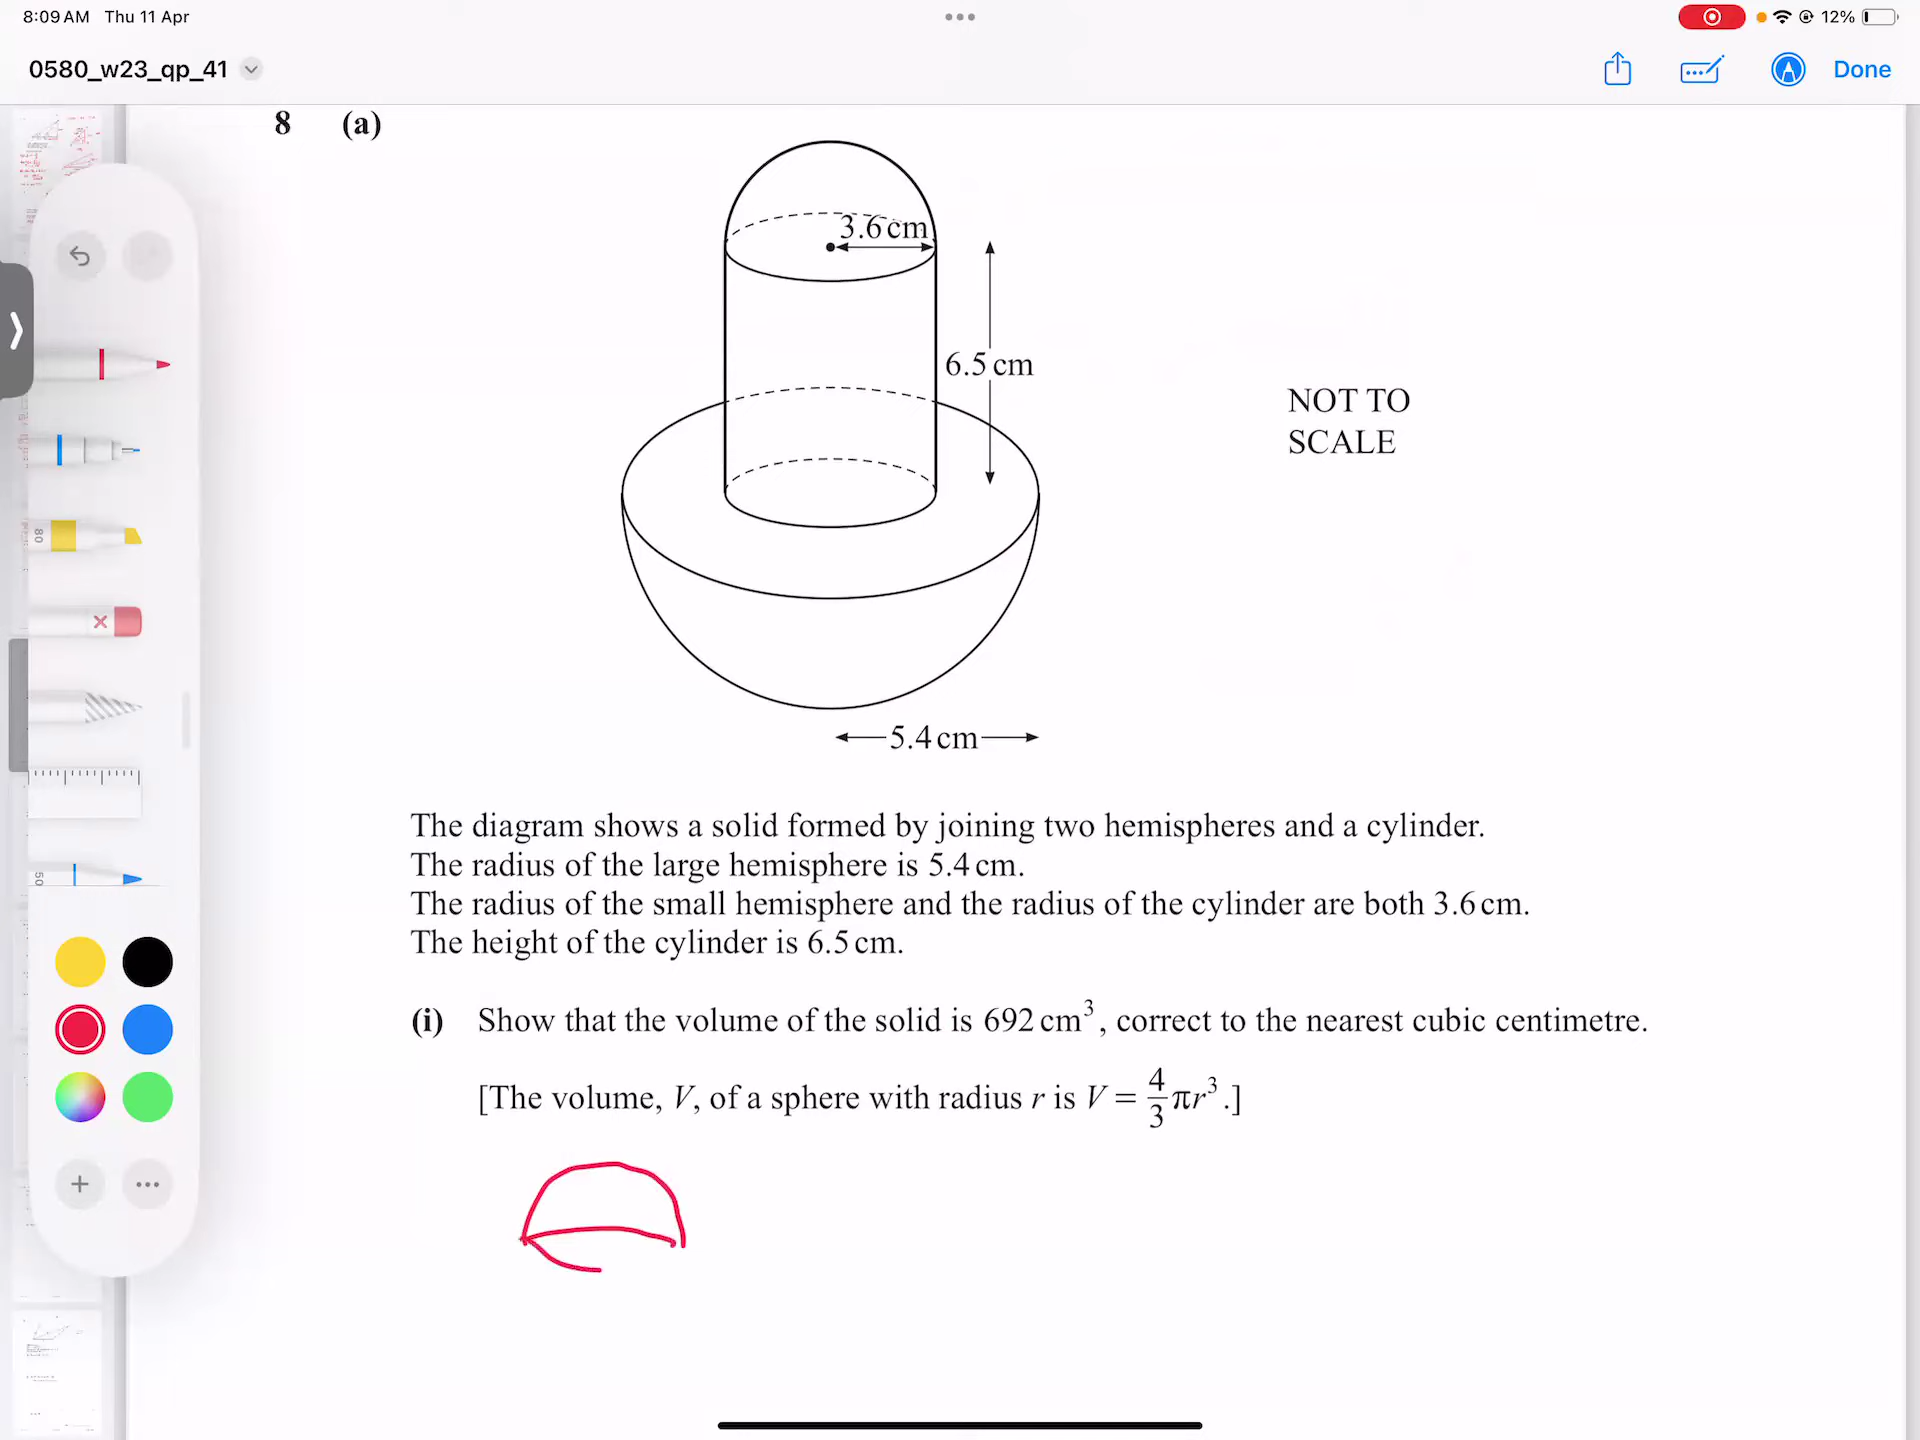 8:09 AM Thu 11 Apr
12%
0580_w23_qp_41
Done
8 (a)
3.6 cm
6.5 cm
NOT TO
SCALE
5.4 cm
The diagram shows a solid formed by joining two hemispheres and a cylinder.
The radius of the large hemisphere is 5.4 cm.
The radius of the small hemisphere and the radius of the cylinder are both 3.6 cm.
The height of the cylinder is 6.5 cm.
(i) Show that the volume of the solid is 692 cm³, correct to the nearest cubic centimetre.
[The volume, V, of a sphere with radius r is V = 4/3 πr³.]
80
50